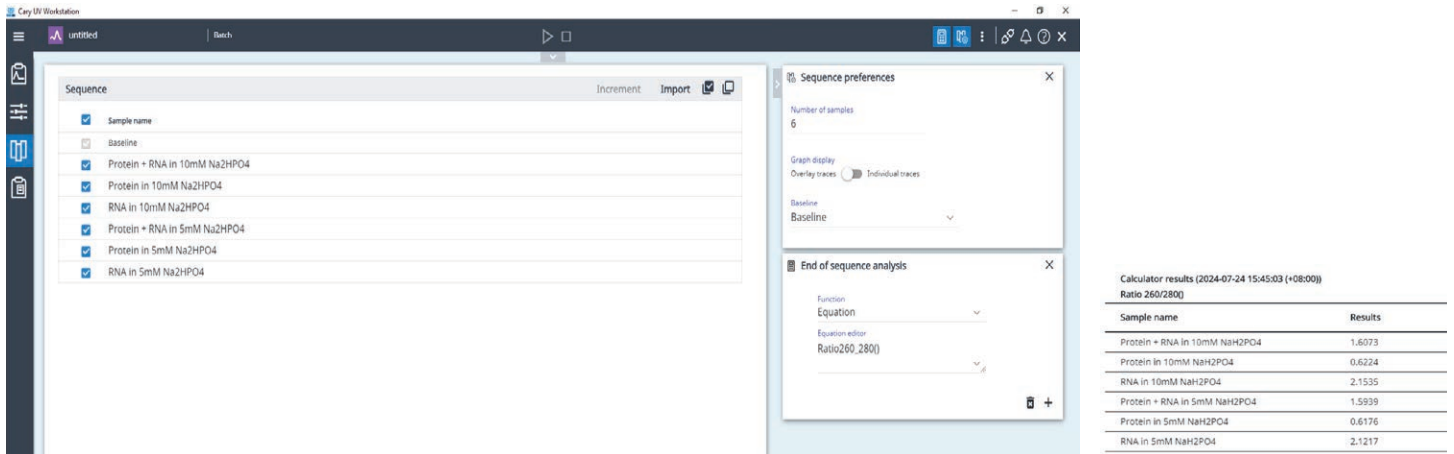 Cary UV Workstation
untitled Batch
Sequence Increment Import
Sample name
Baseline
Protein + RNA in 10mM Na2HPO4
Protein in 10mM Na2HPO4
RNA in 10mM Na2HPO4
Protein + RNA in 5mM Na2HPO4
Protein in 5mM Na2HPO4
RNA in 5mM Na2HPO4
Sequence preferences
Number of samples
6
Graph display
Overlay traces Individual traces
Baseline
Baseline
End of sequence analysis
Function
Equation
Equation editor
Ratio260_280()
Calculator results (2024-07-24 15:45:03 (+08:00))
Ratio 260/280()
Sample name Results
Protein + RNA in 10mM NaH2PO4 1.6073
Protein in 10mM NaH2PO4 0.6224
RNA in 10mM NaH2PO4 2.1535
Protein + RNA in 5mM NaH2PO4 1.5939
Protein in 5mM NaH2PO4 0.6176
RNA in 5mM NaH2PO4 2.1217